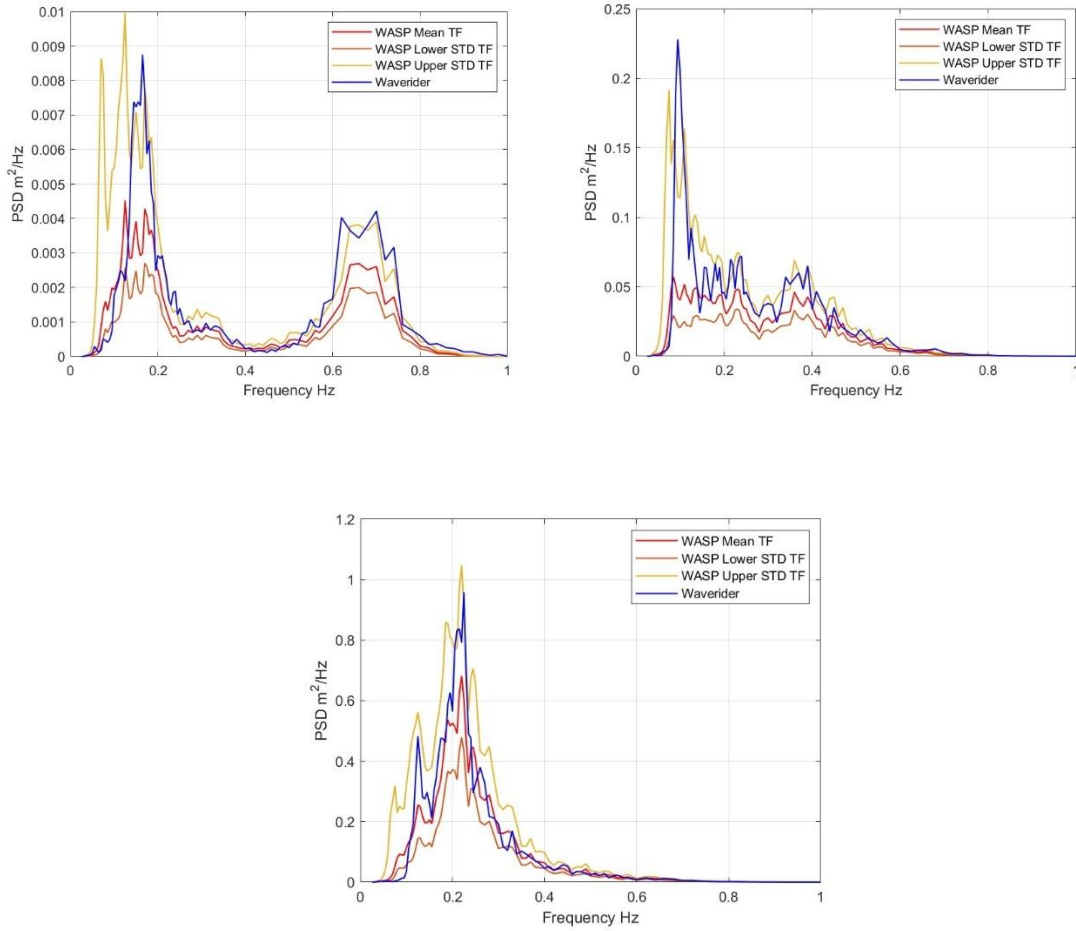 0.01
0.009
0.008
0.007
0.006
0.005
0.004
0.003
0.002
0.001
0
PSD m²/Hz
0 0.2 0.4 0.6 0.8 1
Frequency Hz
WASP Mean TF
WASP Lower STD TF
WASP Upper STD TF
Waverider
0.25
0.2
0.15
0.1
0.05
0
PSD m²/Hz
0 0.2 0.4 0.6 0.8 1
Frequency Hz
WASP Mean TF
WASP Lower STD TF
WASP Upper STD TF
Waverider
1.2
1
0.8
0.6
0.4
0.2
0
PSD m²/Hz
0 0.2 0.4 0.6 0.8 1
Frequency Hz
WASP Mean TF
WASP Lower STD TF
WASP Upper STD TF
Waverider